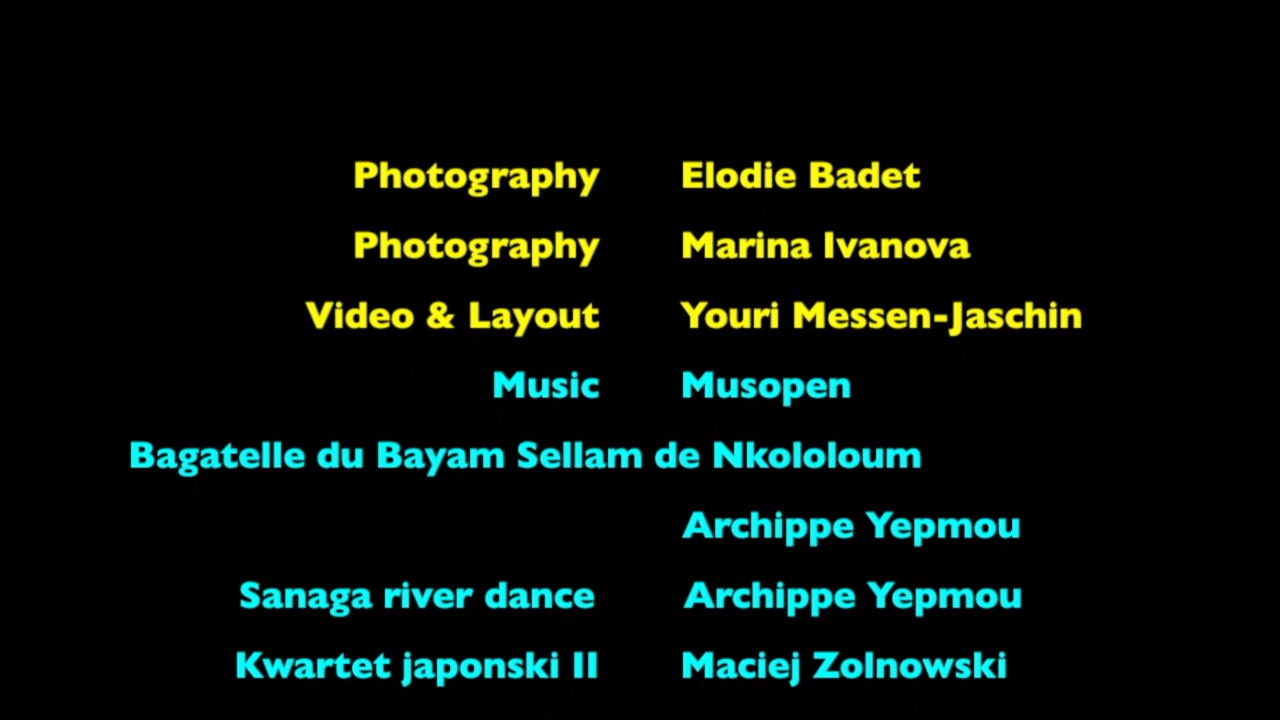 Photography Elodie Badet
Photography Marina Ivanova
Video & Layout Youri Messen-Jaschin
Music Musopen
Bagatelle du Bayam Sellam de Nkololoum
Archippe Yepmou
Sanaga river dance Archippe Yepmou
Kwartet japonski II Maciej Zolnowski